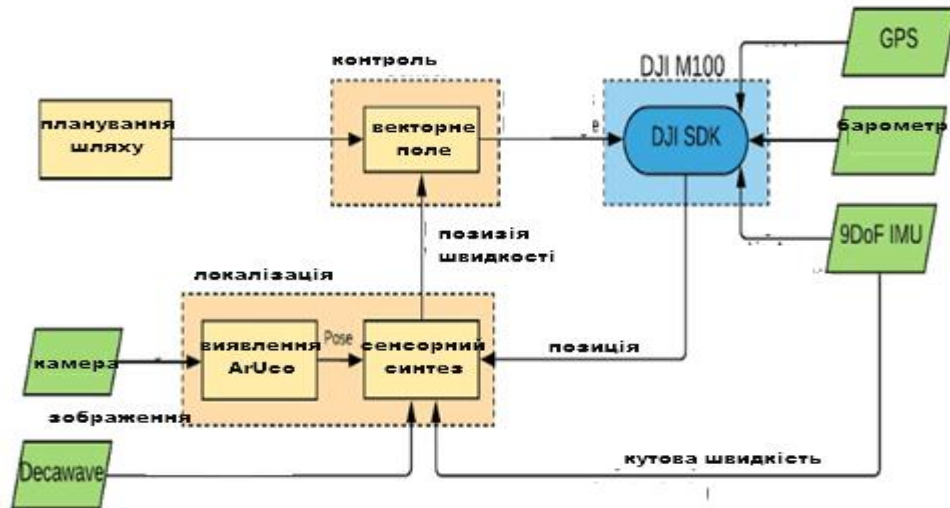 контроль
DJI M100
GPS
планування
шляху
векторне
поле
DJI SDK
барометр
позизія
швидкості
9DoF IMU
локалізація
виявлення
ArUco
Pose
сенсорний
синтез
позиція
камера
зображення
Decawave
кутова швидкість